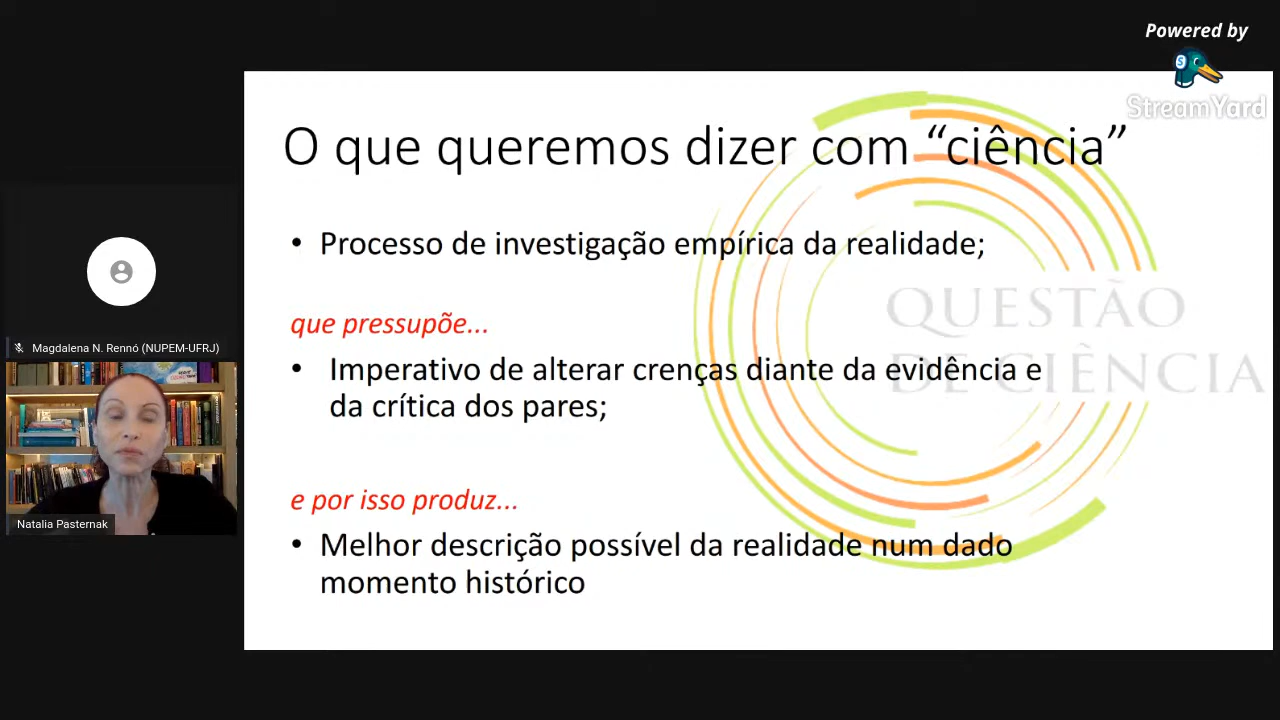 Powered by
StreamYard
O que queremos dizer com “ciência”
• Processo de investigação empírica da realidade;
que pressupõe...
• Imperativo de alterar crenças diante da evidência e
da crítica dos pares;
e por isso produz...
• Melhor descrição possível da realidade num dado
momento histórico
QUESTÃO
DE CIÊNCIA
Magdalena N. Rennó (NUPEM-UFRJ)
Natalia Pasternak